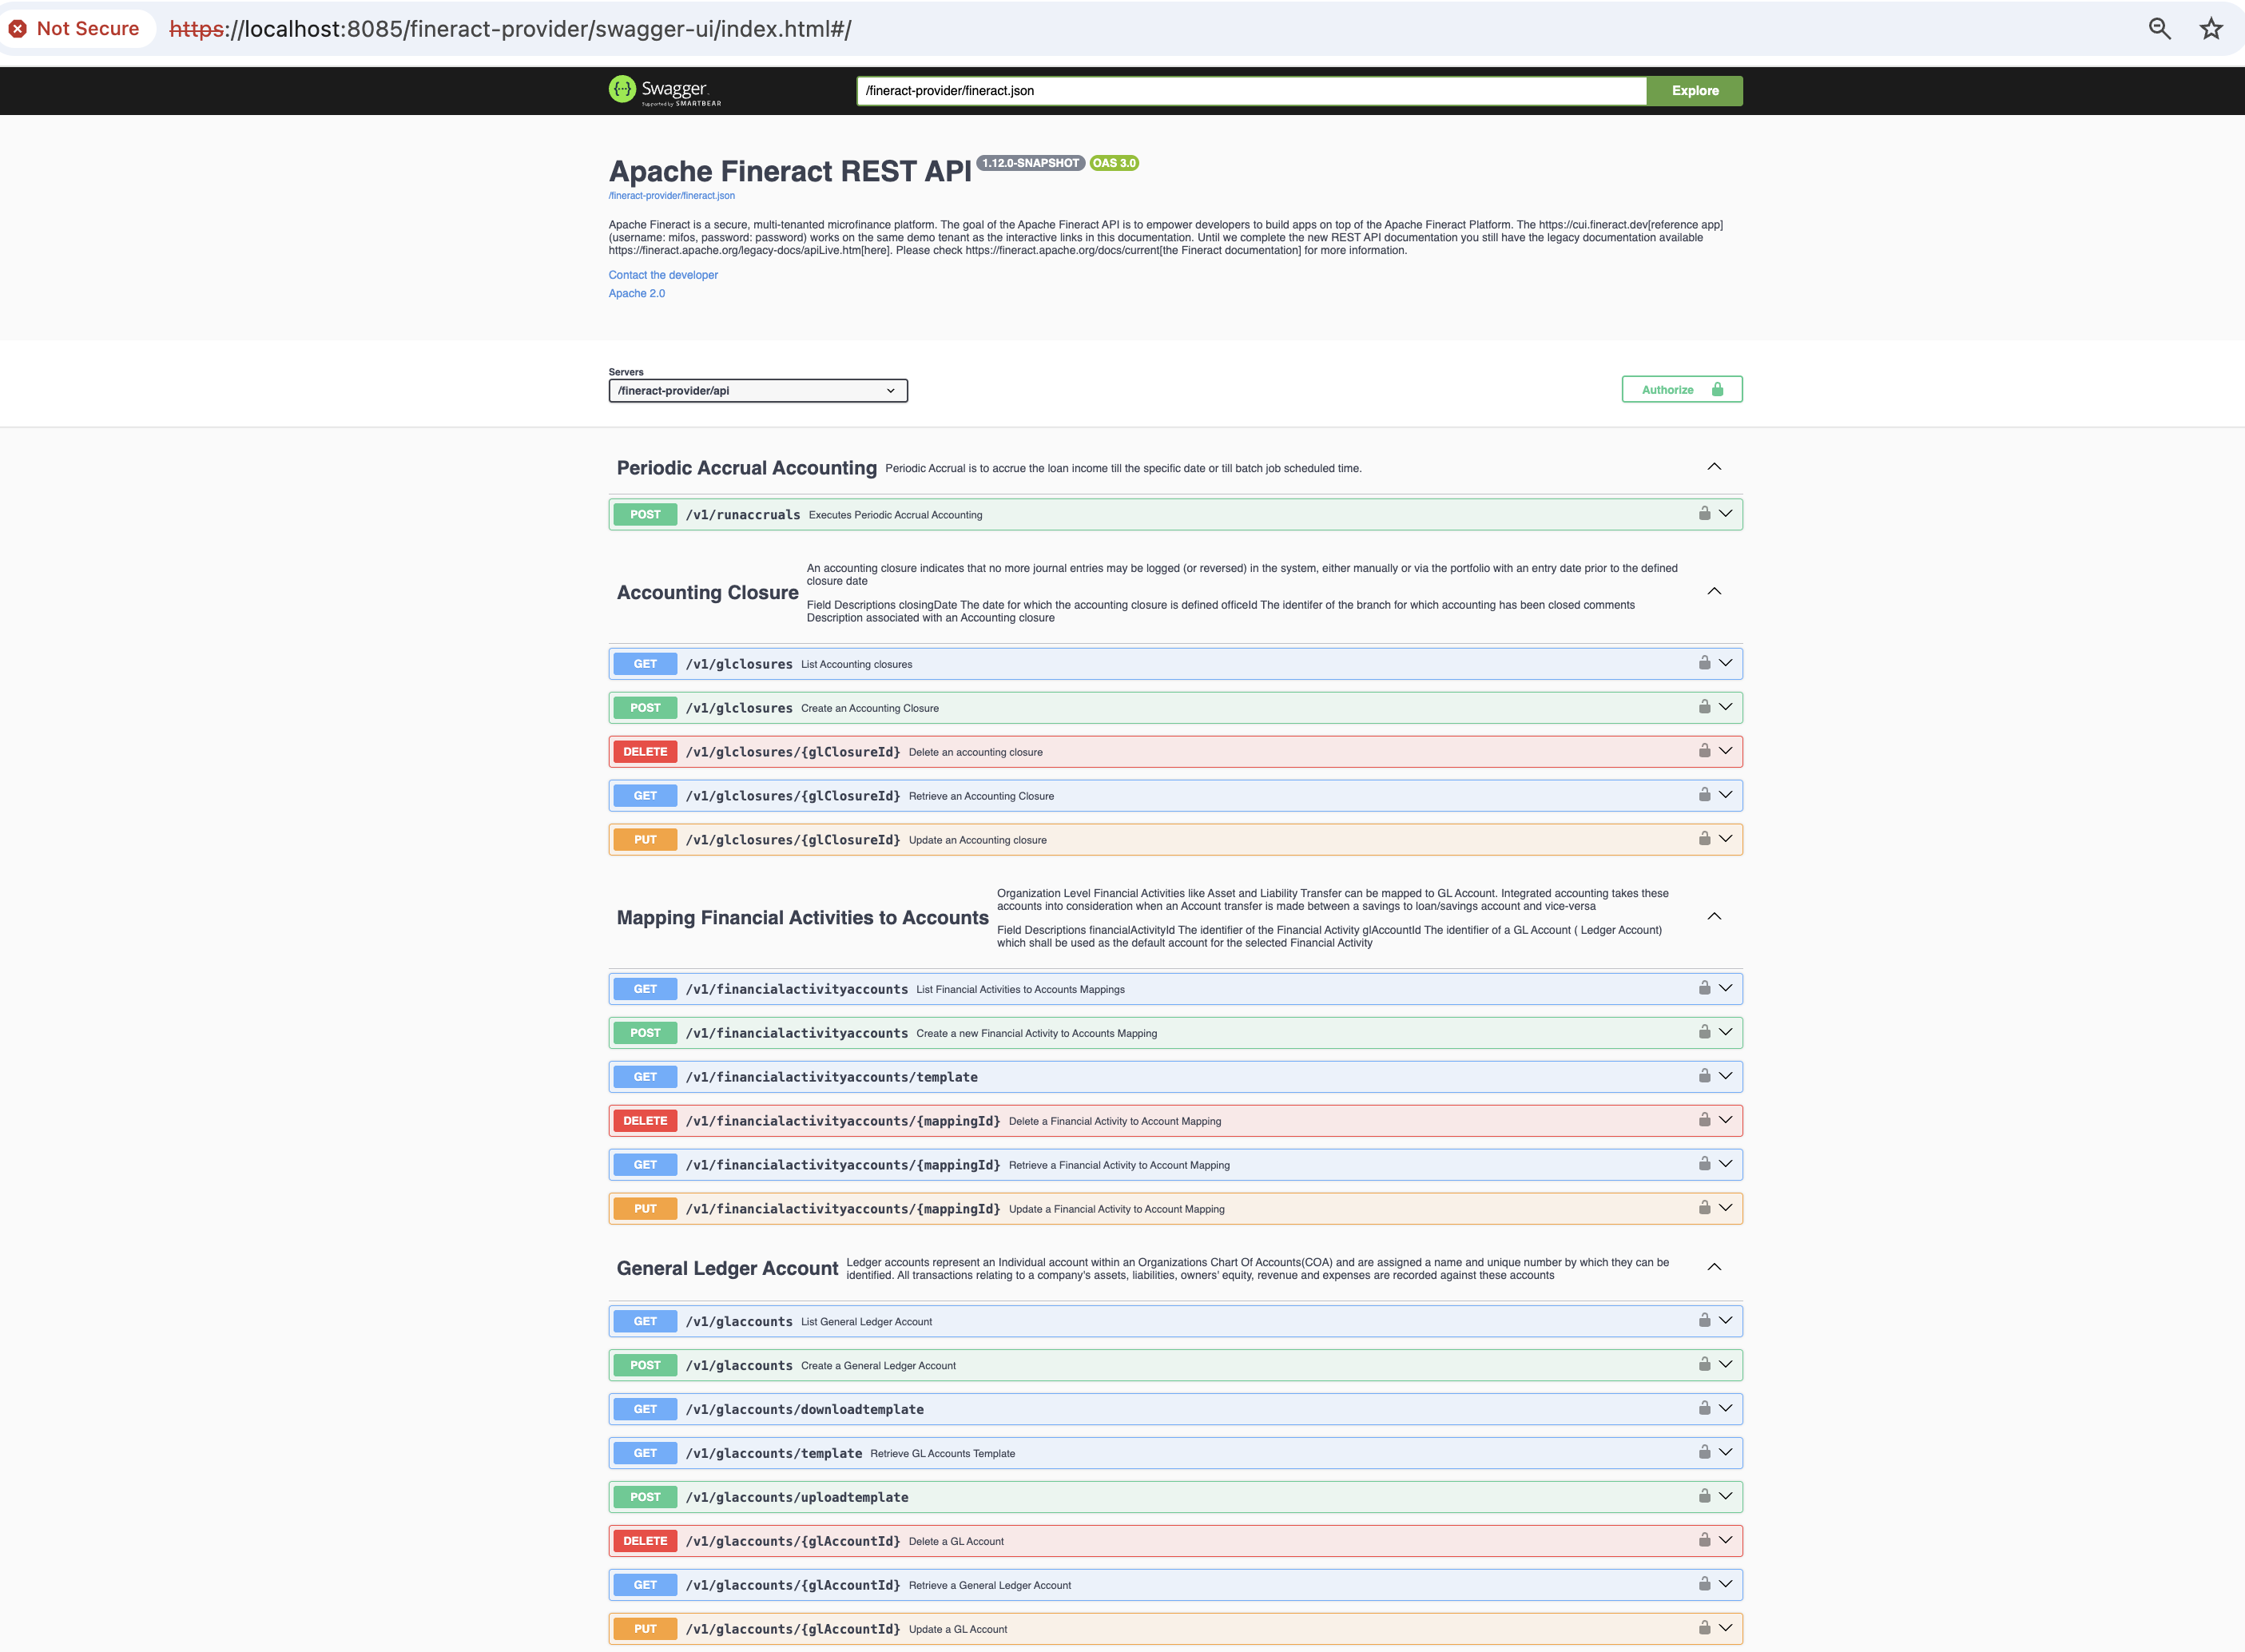 Not Secure https://localhost:8085/fineract-provider/swagger-ui/index.html#/
{···} Swagger. /fineract-provider/fineract.json Explore
Supported by SMARTBEAR
Apache Fineract REST API 1.12.0-SNAPSHOT OAS 3.0
/fineract-provider/fineract.json
Apache Fineract is a secure, multi-tenanted microfinance platform. The goal of the Apache Fineract API is to empower developers to build apps on top of the Apache Fineract Platform. The https://cui.fineract.dev[reference app]
(username: mifos, password: password) works on the same demo tenant as the interactive links in this documentation. Until we complete the new REST API documentation you still have the legacy documentation available
https://fineract.apache.org/legacy-docs/apiLive.htm[here]. Please check https://fineract.apache.org/docs/current[the Fineract documentation] for more information.
Contact the developer
Apache 2.0
Servers
/fineract-provider/api Authorize
Periodic Accrual Accounting Periodic Accrual is to accrue the loan income till the specific date or till batch job scheduled time.
POST /v1/runaccruals Executes Periodic Accrual Accounting
Accounting Closure
An accounting closure indicates that no more journal entries may be logged (or reversed) in the system, either manually or via the portfolio with an entry date prior to the defined
closure date
Field Descriptions closingDate The date for which the accounting closure is defined officeId The identifer of the branch for which accounting has been closed comments
Description associated with an Accounting closure
GET /v1/glclosures List Accounting closures
POST /v1/glclosures Create an Accounting Closure
DELETE /v1/glclosures/{glClosureId} Delete an accounting closure
GET /v1/glclosures/{glClosureId} Retrieve an Accounting Closure
PUT /v1/glclosures/{glClosureId} Update an Accounting closure
Mapping Financial Activities to Accounts
Organization Level Financial Activities like Asset and Liability Transfer can be mapped to GL Account. Integrated accounting takes these
accounts into consideration when an Account transfer is made between a savings to loan/savings account and vice-versa
Field Descriptions financialActivityId The identifier of the Financial Activity glAccountId The identifier of a GL Account ( Ledger Account)
which shall be used as the default account for the selected Financial Activity
GET /v1/financialactivityaccounts List Financial Activities to Accounts Mappings
POST /v1/financialactivityaccounts Create a new Financial Activity to Accounts Mapping
GET /v1/financialactivityaccounts/template
DELETE /v1/financialactivityaccounts/{mappingId} Delete a Financial Activity to Account Mapping
GET /v1/financialactivityaccounts/{mappingId} Retrieve a Financial Activity to Account Mapping
PUT /v1/financialactivityaccounts/{mappingId} Update a Financial Activity to Account Mapping
General Ledger Account
Ledger accounts represent an Individual account within an Organizations Chart Of Accounts(COA) and are assigned a name and unique number by which they can be
identified. All transactions relating to a company's assets, liabilities, owners' equity, revenue and expenses are recorded against these accounts
GET /v1/glaccounts List General Ledger Account
POST /v1/glaccounts Create a General Ledger Account
GET /v1/glaccounts/downloadtemplate
GET /v1/glaccounts/template Retrieve GL Accounts Template
POST /v1/glaccounts/uploadtemplate
DELETE /v1/glaccounts/{glAccountId} Delete a GL Account
GET /v1/glaccounts/{glAccountId} Retrieve a General Ledger Account
PUT /v1/glaccounts/{glAccountId} Update a GL Account